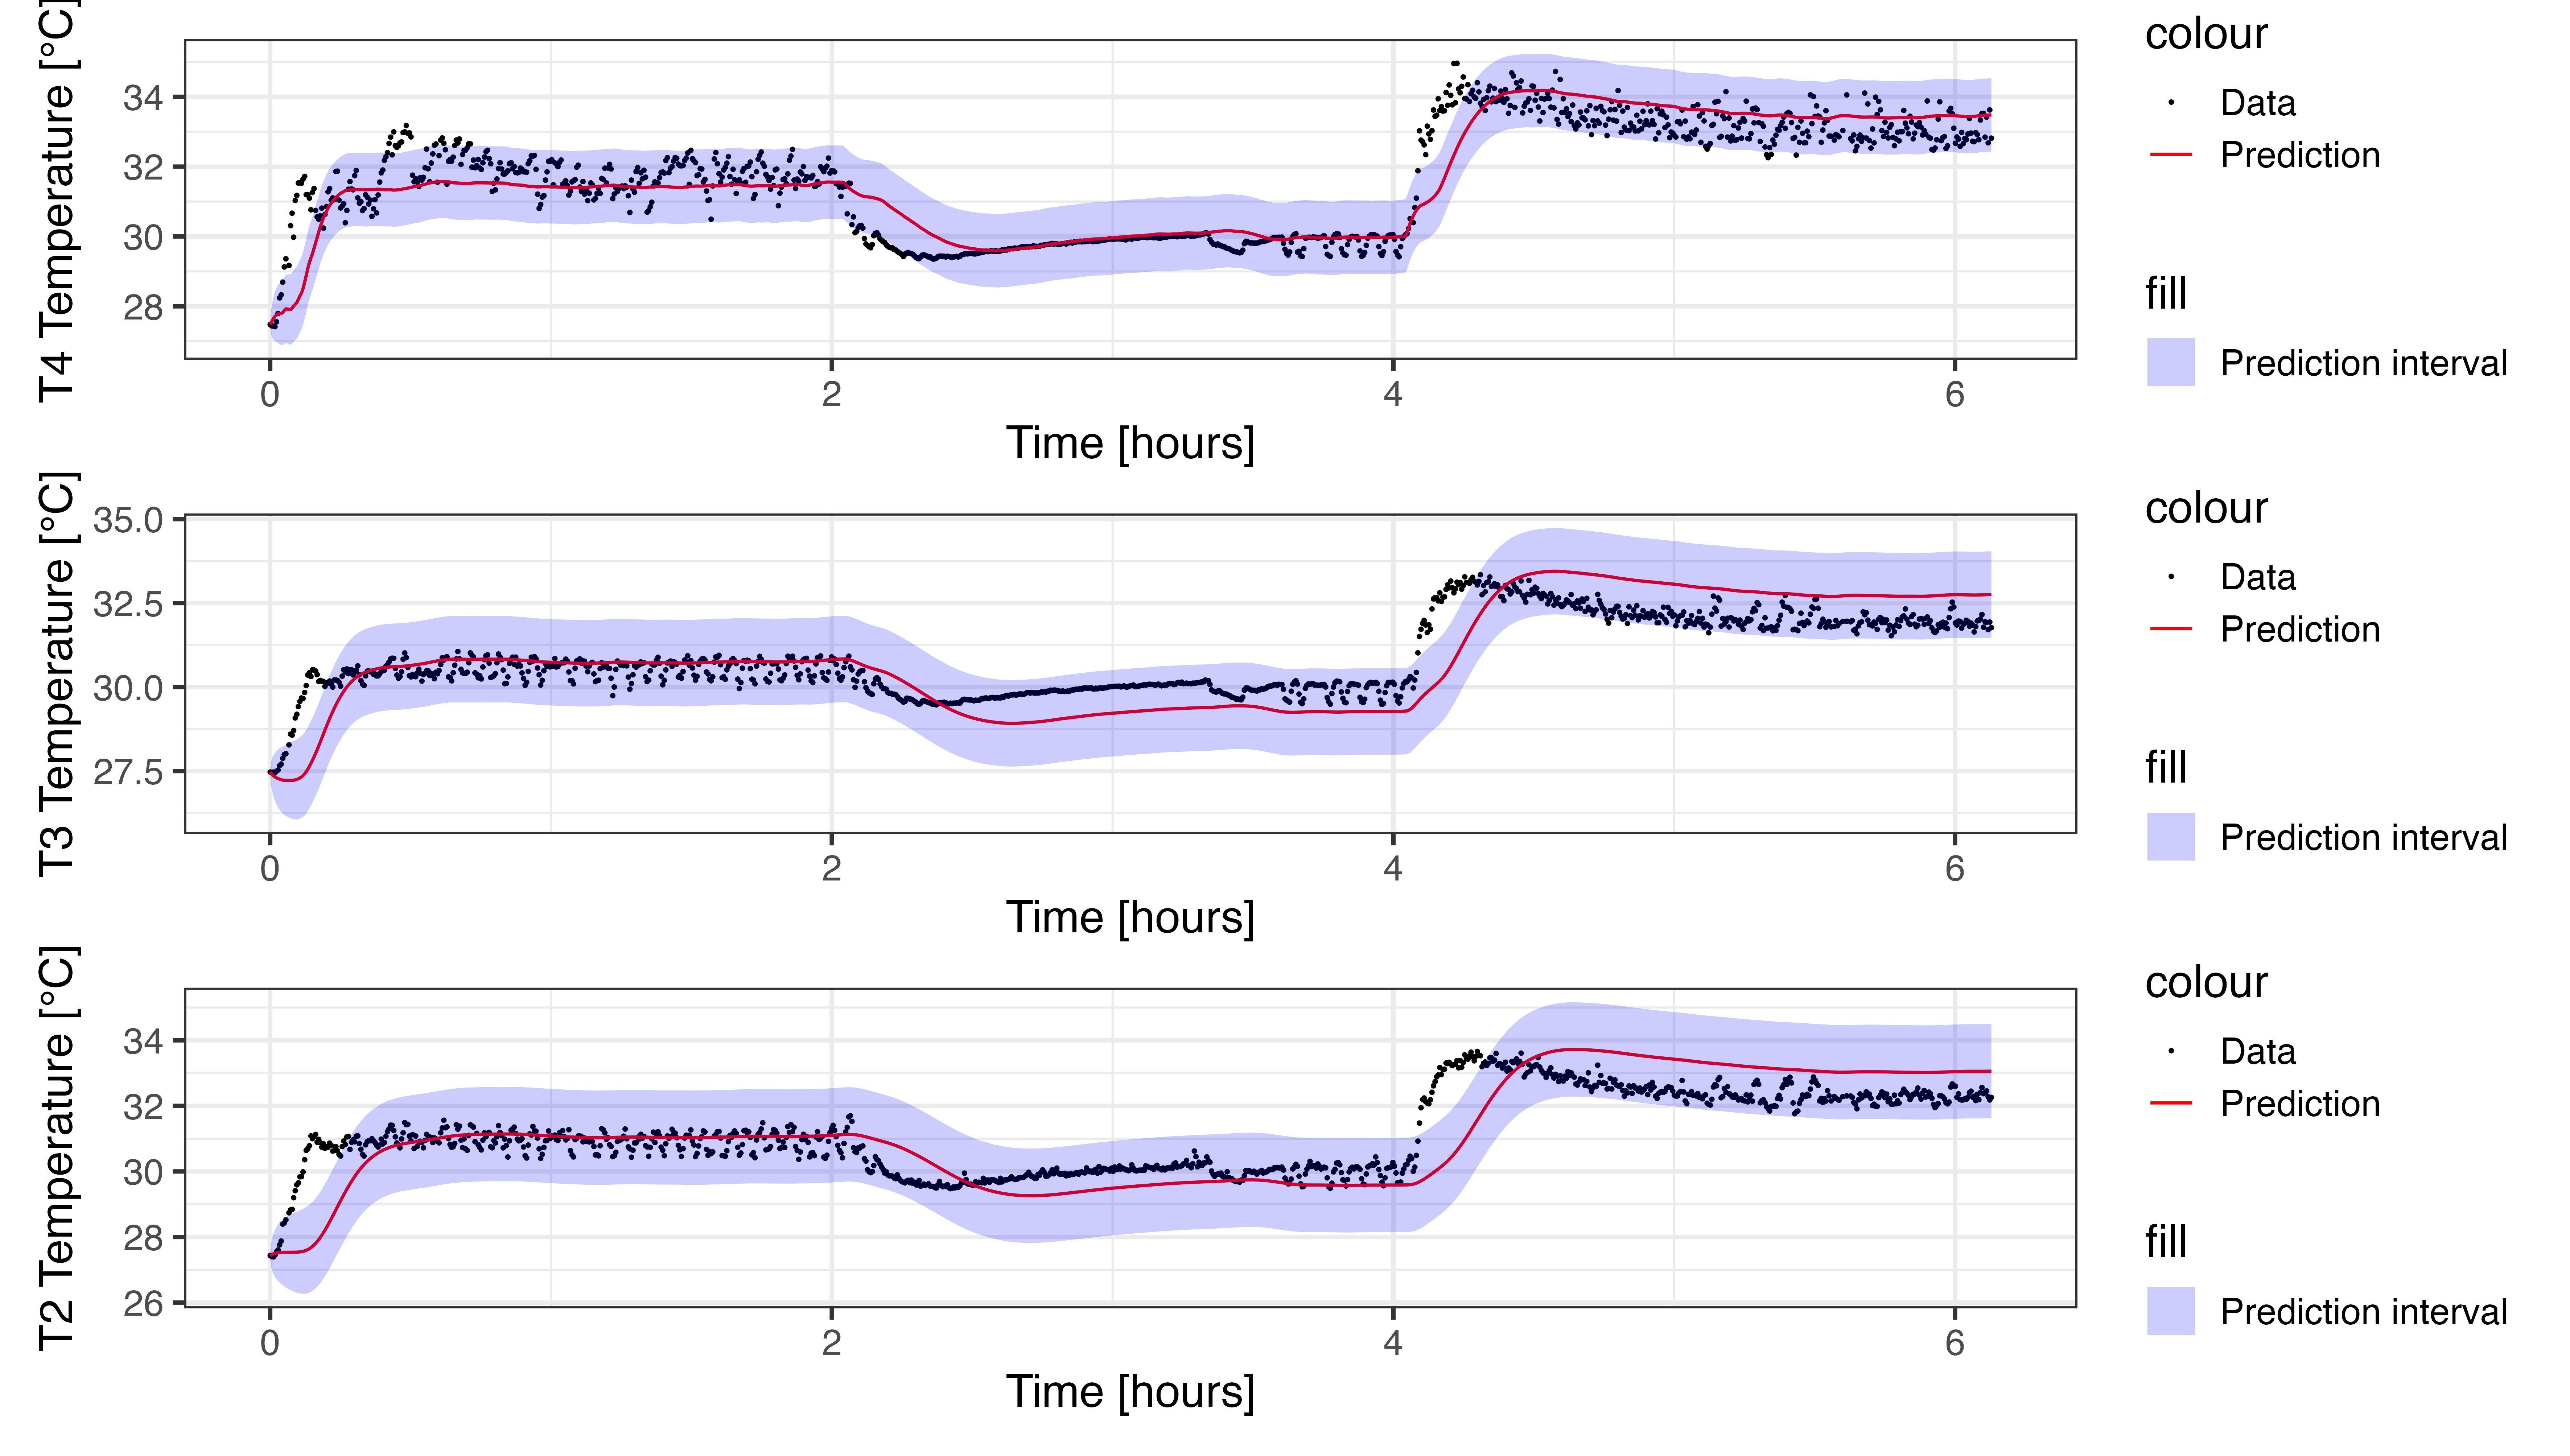 T4 Temperature [°C]
34
32
30
28
0 2 4 6
Time [hours]
colour
Data
Prediction
fill
Prediction interval
T3 Temperature [°C]
35.0
32.5
30.0
27.5
0 2 4 6
Time [hours]
colour
Data
Prediction
fill
Prediction interval
T2 Temperature [°C]
34
32
30
28
26
0 2 4 6
Time [hours]
colour
Data
Prediction
fill
Prediction interval